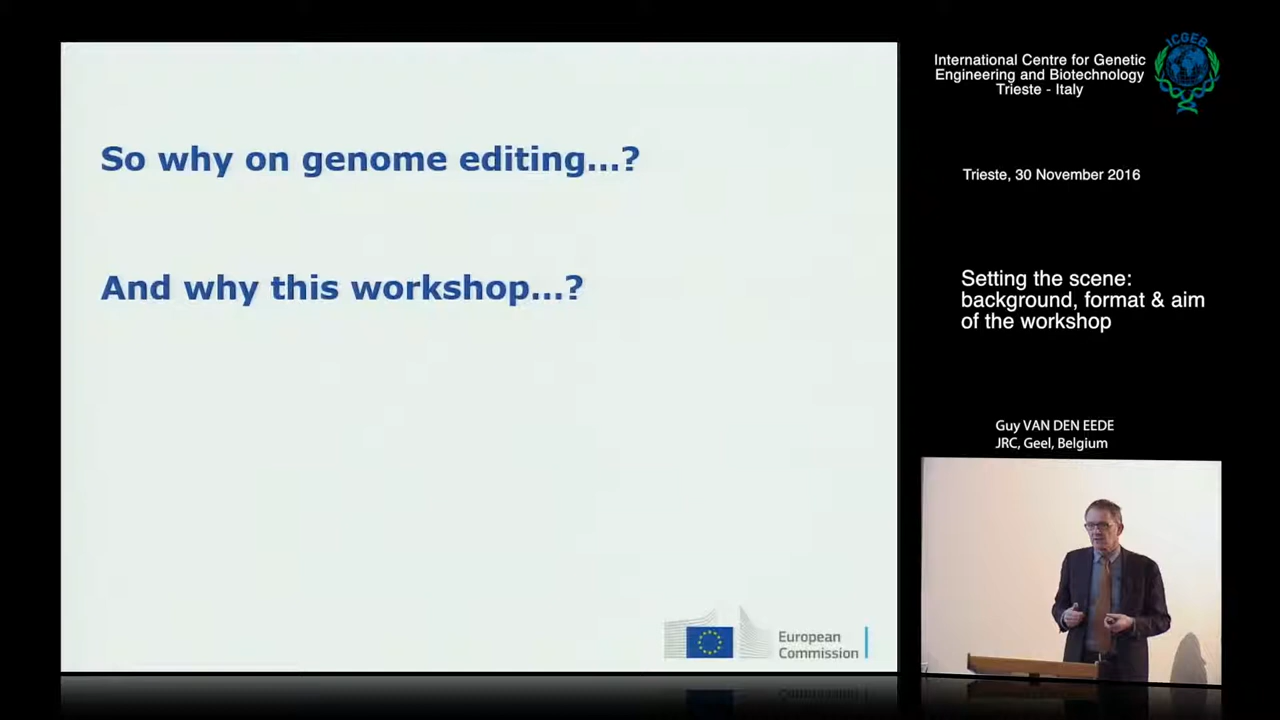 So why on genome editing...?
And why this workshop...?
European
Commission
International Centre for Genetic
Engineering and Biotechnology
Trieste - Italy
ICGEB
Trieste, 30 November 2016
Setting the scene:
background, format & aim
of the workshop
Guy VAN DEN EEDE
JRC, Geel, Belgium